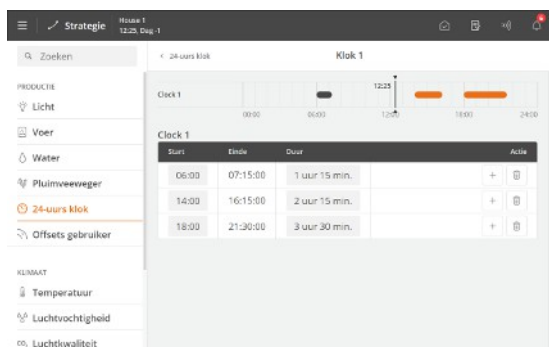 Strategie
House 1
12:25, Dag -1
Zoeken
< 24-uurs klok
Klok 1
PRODUCTIE
Licht
Voer
Water
Pluimveeweger
24-uurs klok
Offsets gebruiker
KLIMAAT
Temperatuur
Luchtvochtigheid
CO₂ Luchtkwaliteit
Clock 1
12:25
00:00 06:00 12:00 18:00 24:00
Clock 1
Start Einde Duur Actie
06:00 07:15:00 1 uur 15 min. +
14:00 16:15:00 2 uur 15 min. +
18:00 21:30:00 3 uur 30 min. +